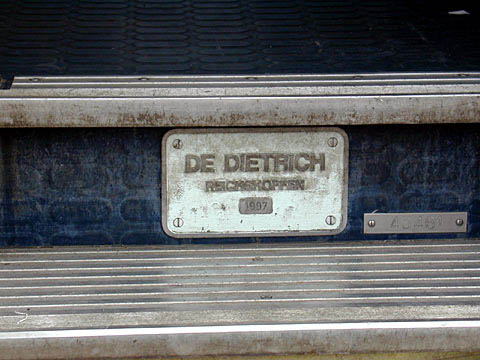 DE DIETRICH
REICHSHOFFEN
1997